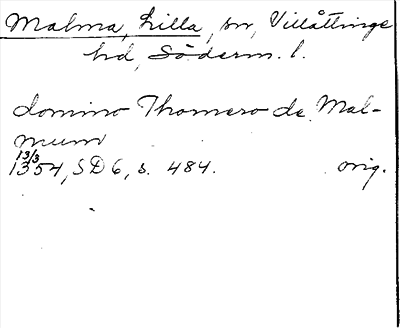 Malma, Lilla, sn, Villåttinge
hd, Söderm. l.
domino Thomero de Mal-
mum
13/3
1354, SD 6, s. 484. orig.